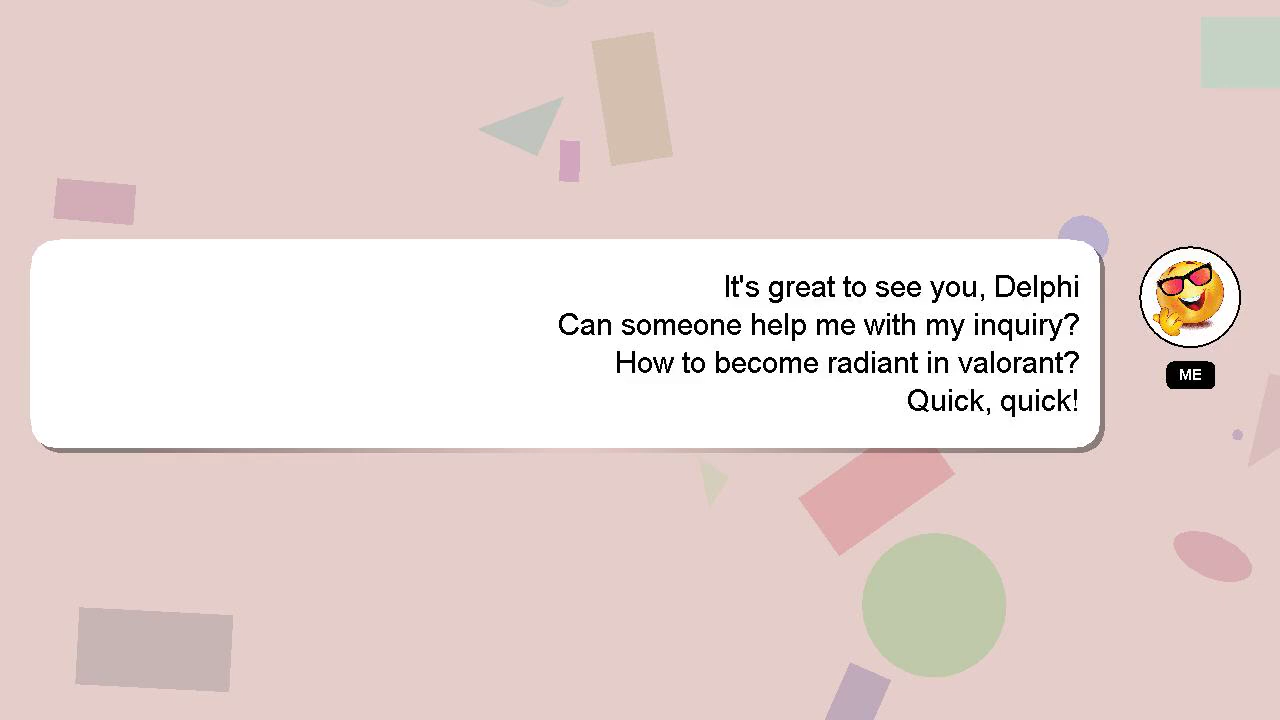 It's great to see you, Delphi
Can someone help me with my inquiry?
How to become radiant in valorant?
Quick, quick!
ME